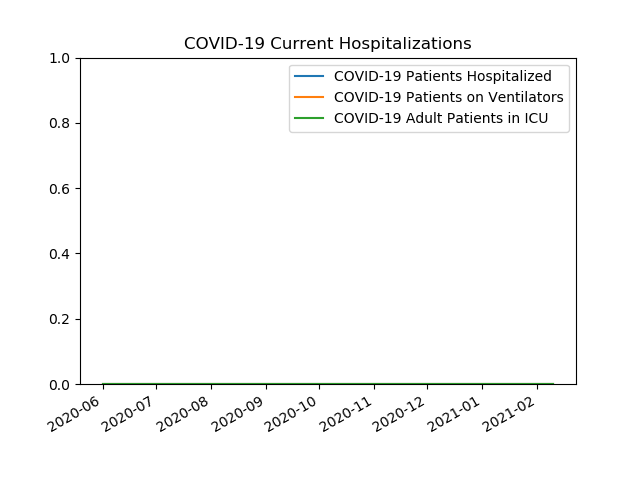 COVID-19 Current Hospitalizations
1.0
COVID-19 Patients Hospitalized
COVID-19 Patients on Ventilators
COVID-19 Adult Patients in ICU
0.8
0.6
0.4
0.2
0.0
2020-06 2020-07 2020-08 2020-09 2020-10 2020-11 2020-12 2021-01 2021-02